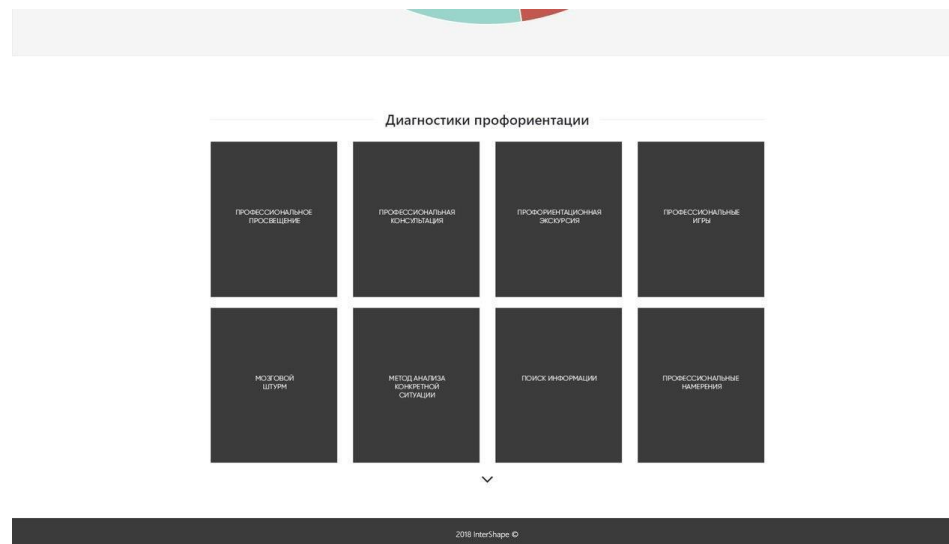 Диагностики профориентации
ПРОФЕССИОНАЛЬНОЕ
ПРОСВЕЩЕНИЕ
ПРОФЕССИОНАЛЬНАЯ
КОНСУЛЬТАЦИЯ
ПРОФОРИЕНТАЦИОННАЯ
ЭКСКУРСИЯ
ПРОФЕССИОНАЛЬНЫЕ
ИГРЫ
МОЗГОВОЙ
ШТУРМ
МЕТОД АНАЛИЗА
КОНКРЕТНОЙ
СИТУАЦИИ
ПОИСК ИНФОРМАЦИИ
ПРОФЕССИОНАЛЬНЫЕ
НАМЕРЕНИЯ
2018 InterShape ©